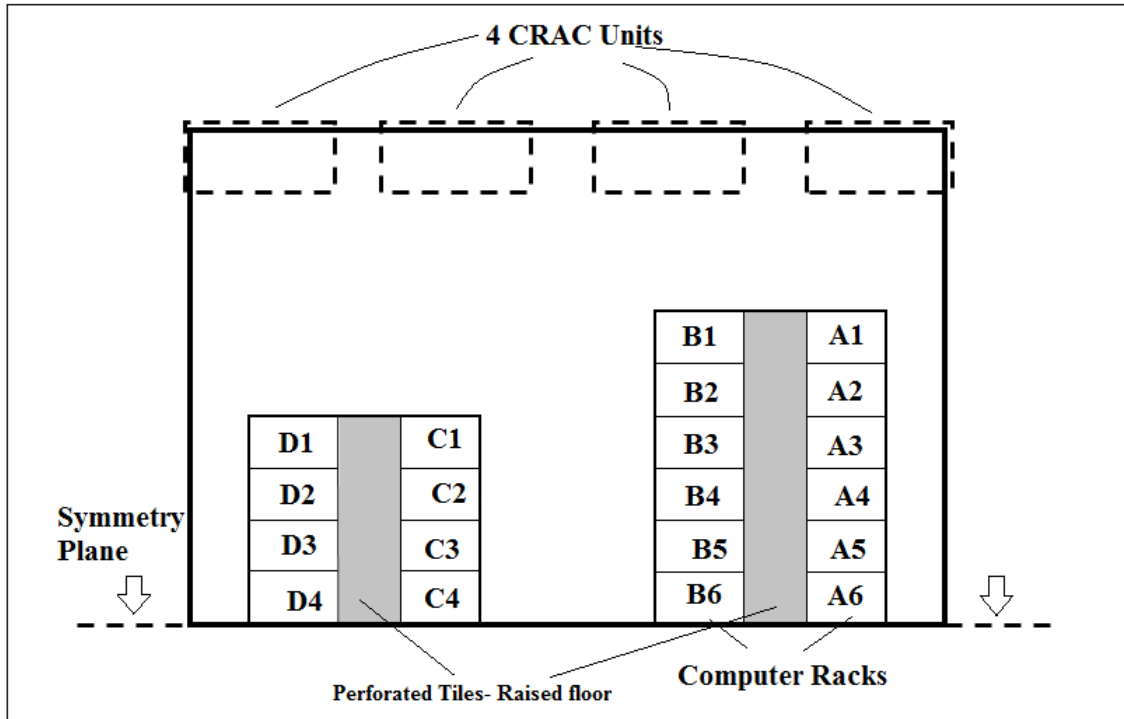 4 CRAC Units
B1 A1
B2 A2
D1 C1 B3 A3
D2 C2 B4 A4
Symmetry
Plane
D3 C3 B5 A5
D4 C4 B6 A6
Computer Racks
Perforated Tiles- Raised floor